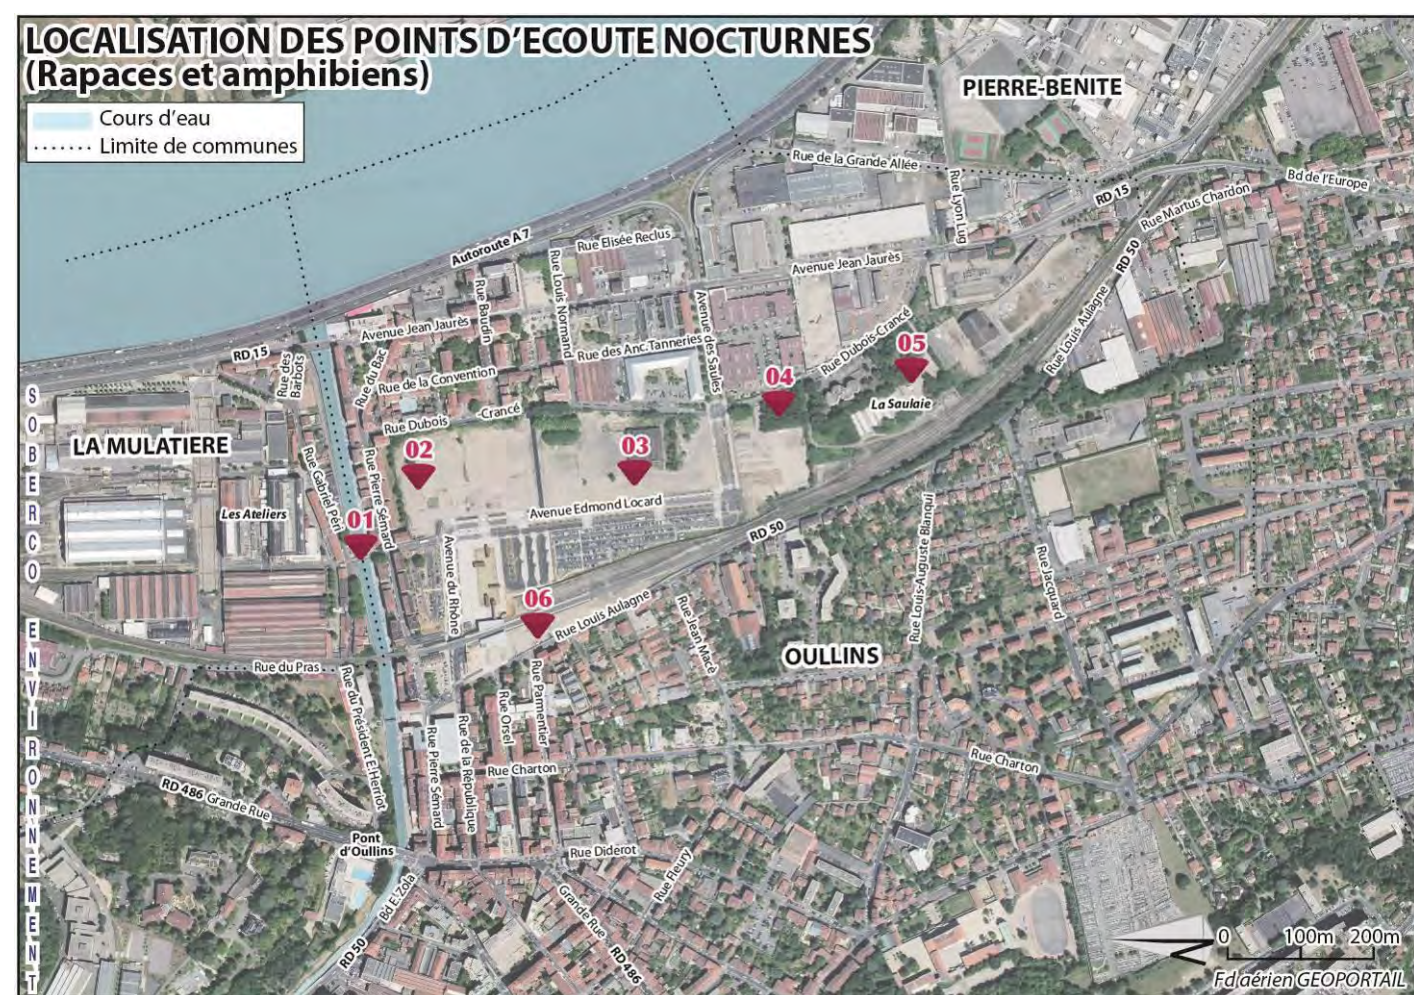 LOCALISATION DES POINTS D'ECOUTE NOCTURNES
(Rapaces et amphibiens)
Cours d'eau
Limite de communes
PIERRE-BENITE
Rue de la Grande Allée
Bd de l'Europe
RD 15
Rue Martus Chardon
Rue Lyon Lug
Rue Elisée Reclus
Autoroute A 7
RD 50
Avenue Jean Jaurès
Rue Louis Normand
Rue Baudin
Avenue des Saules
Rue Louis Aulagne
Avenue Jean Jaurès
Rue Dubois-Crancé
RD 15
Rue des Barbots
Rue du Bac
Rue des Anc.Tanneries
05
Rue de la Convention
04
La Saulaie
Rue Dubois
-Crancé
LA MULATIERE
02
03
Rue Gabriel Péri
Rue Pierre Sémard
Les Ateliers
Avenue Edmond Locard
01
RD 50
Rue Louis-Auguste Blanqui
Avenue du Rhône
Rue Jacquard
06
Rue Louis Aulagne
Rue Jean Macè
OULLINS
Rue du Pras
Rue du Président E.Herriot
Rue Parmentier
Rue Orsel
Rue Pierre Sémard
Rue de la République
Rue Charton
Rue Charton
RD 486 Grande Rue
Pont
d'Oullins
Rue Diderot
Rue Fleury
Bd E.Zola
Grande Rue
RD 486
RD 50
SOBERCO ENVIRONNEMENT
N
0 100m 200m
Fd aérien GEOPORTAIL